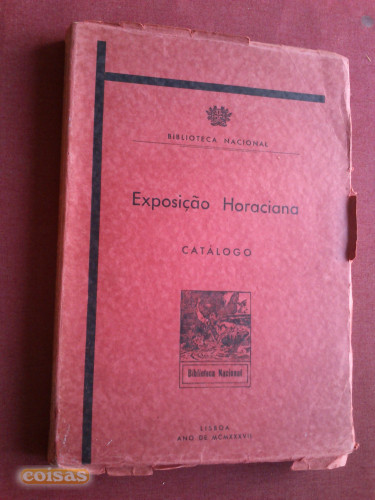 BIBLIOTECA NACIONAL
Exposição Horaciana
CATÁLOGO
Biblioteca Nacional
LISBOA
ANO DE MCMXXXVII
coisas